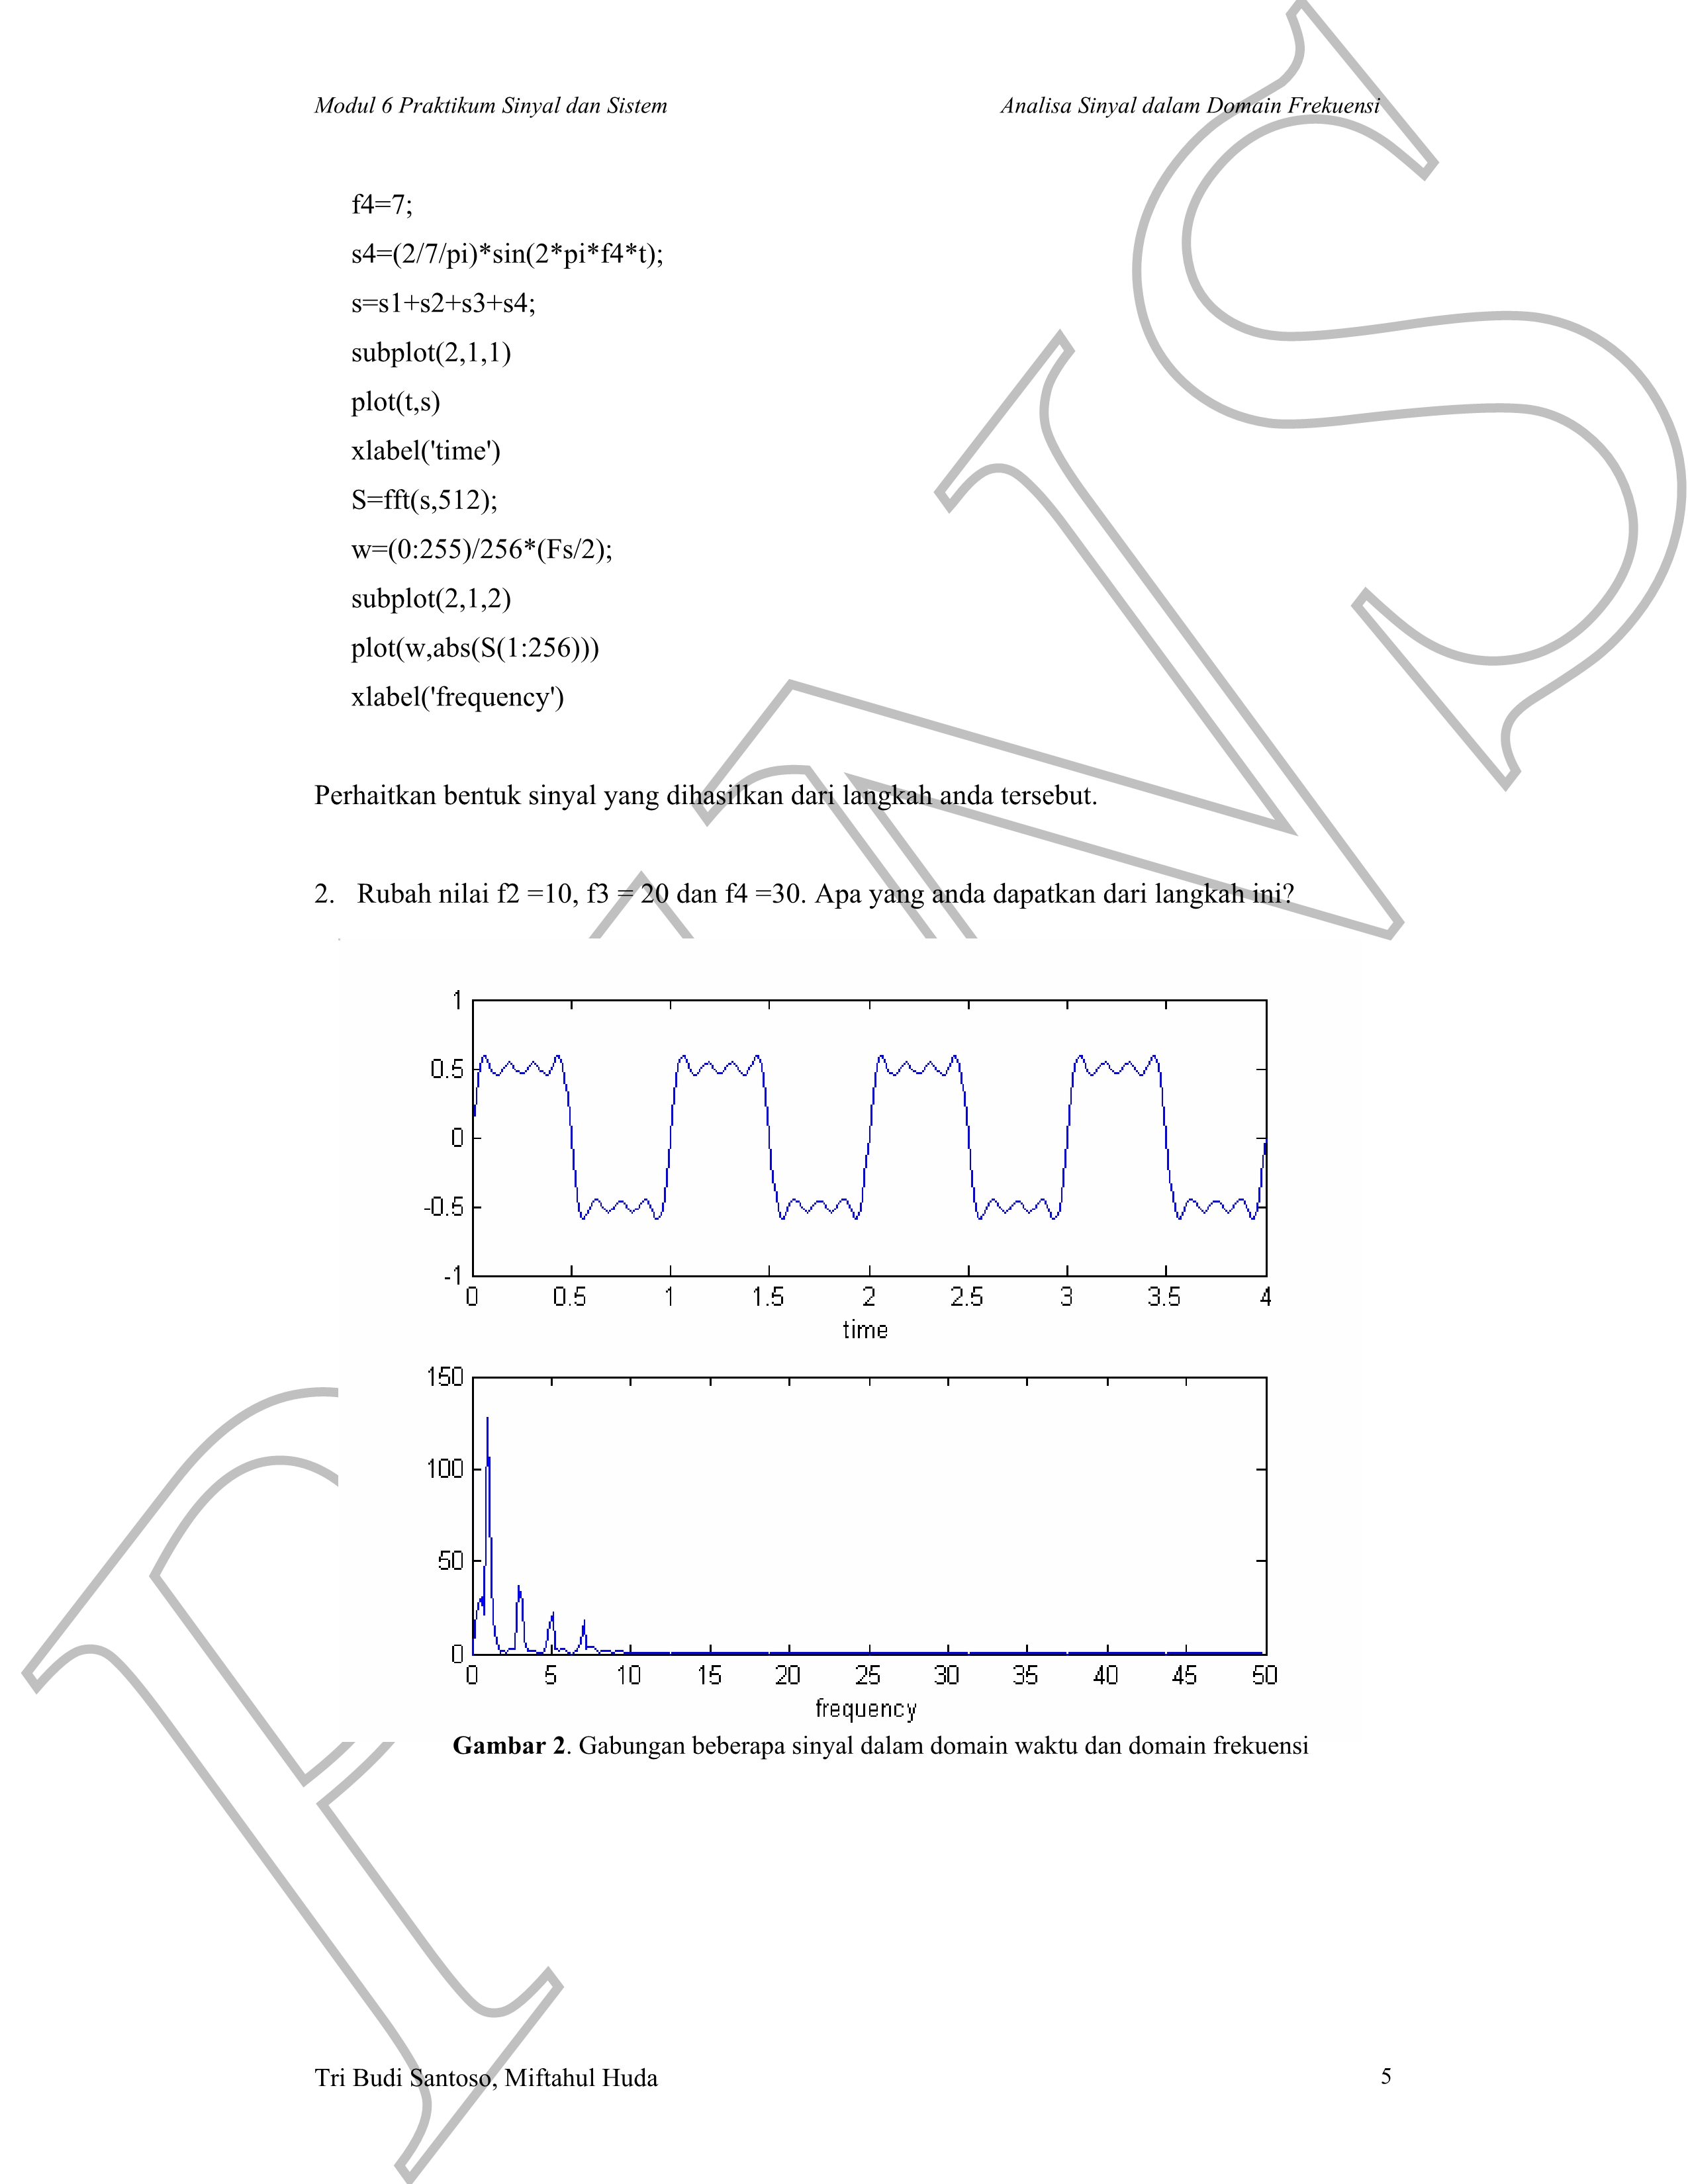 Modul 6 Praktikum Sinyal dan Sistem Analisa Sinyal dalam Domain Frekuensi
f4=7;
s4=(2/7/pi)*sin(2*pi*f4*t);
s=s1+s2+s3+s4;
subplot(2,1,1)
plot(t,s)
xlabel('time')
S=fft(s,512);
w=(0:255)/256*(Fs/2);
subplot(2,1,2)
plot(w,abs(S(1:256)))
xlabel('frequency')
Perhaitkan bentuk sinyal yang dihasilkan dari langkah anda tersebut.
2. Rubah nilai f2 =10, f3 = 20 dan f4 =30. Apa yang anda dapatkan dari langkah ini?
1
0.5
0
-0.5
-1
0 0.5 1 1.5 2 2.5 3 3.5 4
time
150
100
50
0
0 5 10 15 20 25 30 35 40 45 50
frequency
Gambar 2. Gabungan beberapa sinyal dalam domain waktu dan domain frekuensi
Tri Budi Santoso, Miftahul Huda 5